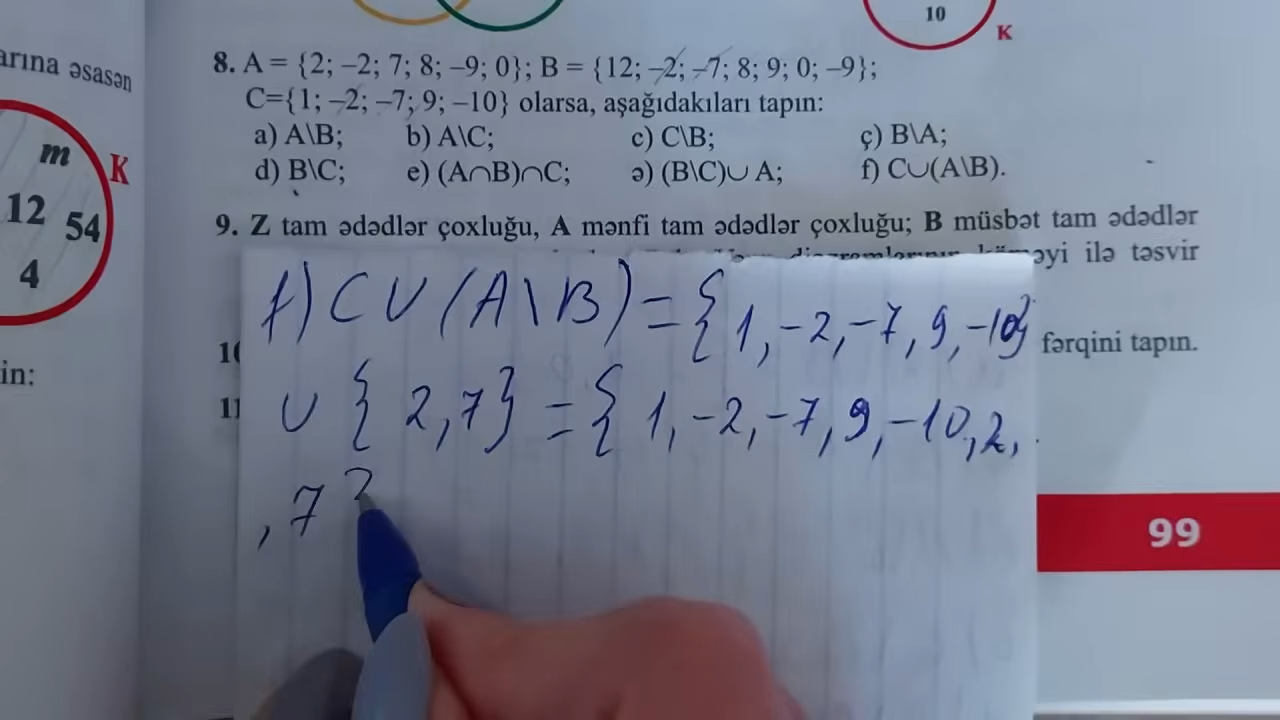 10
K
arına əsasən
m
K
12 54
4
in:
8. A = {2; –2; 7; 8; –9; 0}; B = {12; –2; –7; 8; 9; 0; –9};
C={1; –2; –7; 9; –10} olarsa, aşağıdakıları tapın:
a) A\B; b) A\C; c) C\B; ç) B\A;
d) B\C; e) (A∩B)∩C; ə) (B\C)∪ A; f) C∪(A\B).
9. Z tam ədədlər çoxluğu, A mənfi tam ədədlər çoxluğu; B müsbət tam ədədlər
ilə təsvir
fərqini tapın.
11
f) C ∪ (A \ B) = { 1, -2, -7, 9, -10}
∪ { 2, 7 } = { 1, -2, -7, 9, -10, 2,
, 7
99